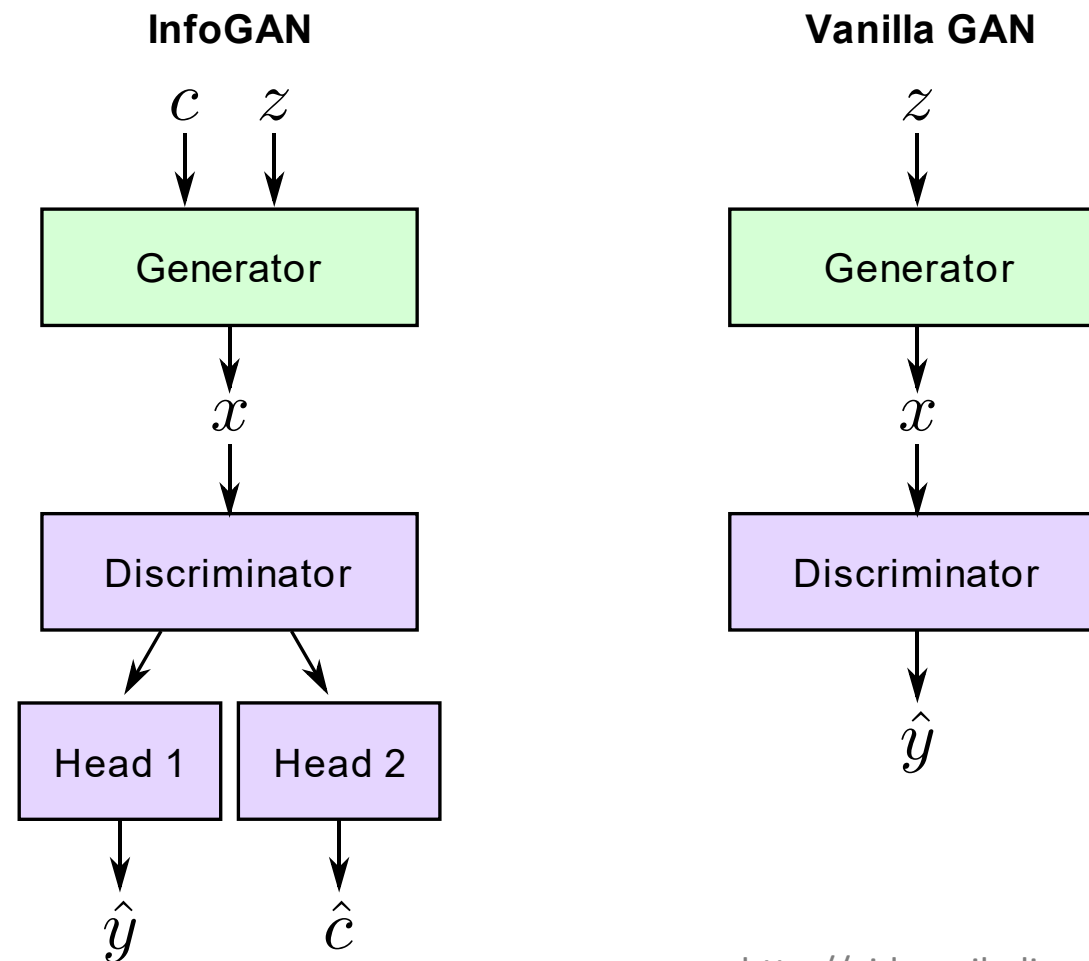 InfoGAN
c z
Generator
x
Discriminator
Head 1 Head 2
ŷ ĉ
Vanilla GAN
z
Generator
x
Discriminator
ŷ